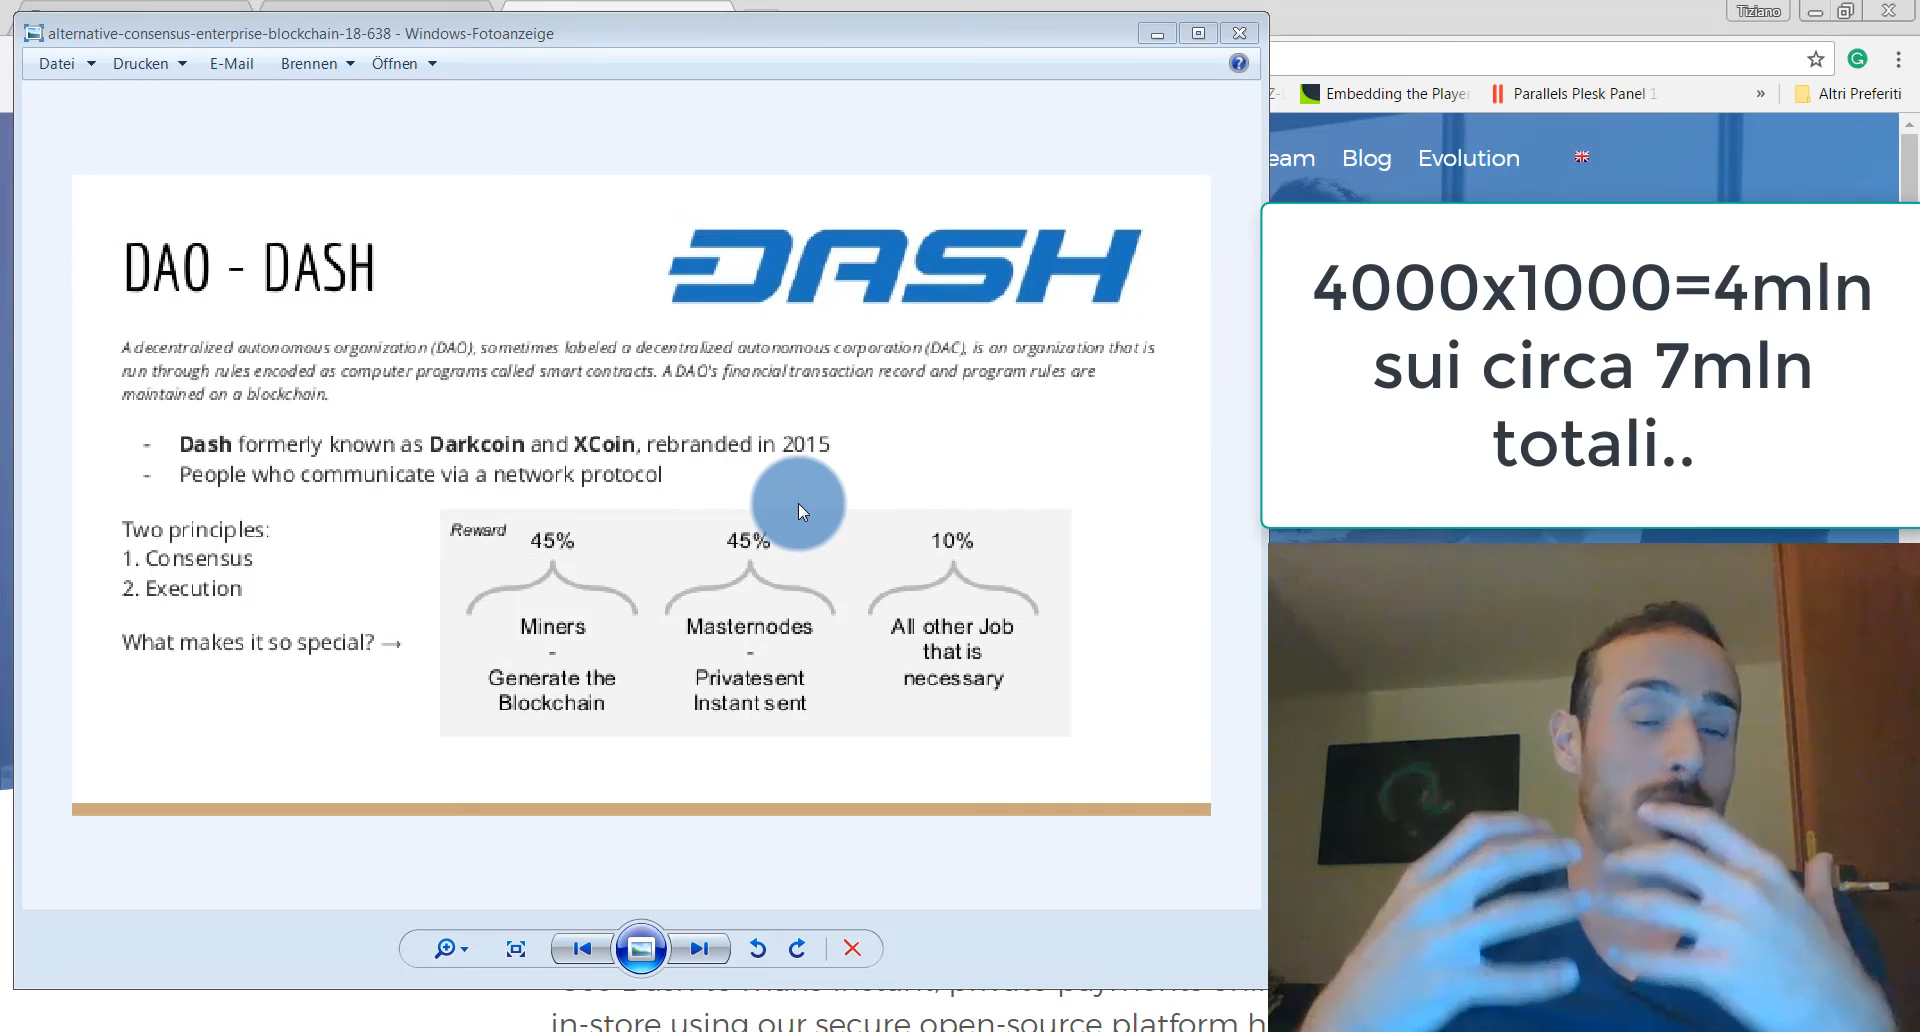 Tiziano
alternative-consensus-enterprise-blockchain-18-638 - Windows-Fotoanzeige
Datei Drucken E-Mail Brennen Öffnen
Embedding the Player
Parallels Plesk Panel 1
» Altri Preferiti
eam Blog Evolution
DAO - DASH
DASH
A decentralized autonomous organization (DAO), sometimes labeled a decentralized autonomous corporation (DAC), is an organization that is
run through rules encoded as computer programs called smart contracts. A DAO's financial transaction record and program rules are
maintained on a blockchain.
- Dash formerly known as Darkcoin and XCoin, rebranded in 2015
- People who communicate via a network protocol
Two principles:
1. Consensus
2. Execution
What makes it so special? →
Reward
45%
Miners
-
Generate the
Blockchain
45%
Masternodes
-
Privatesent
Instant sent
10%
All other Job
that is
necessary
4000x1000=4mln
sui circa 7mln
totali..
in-store using our secure open-source platform h